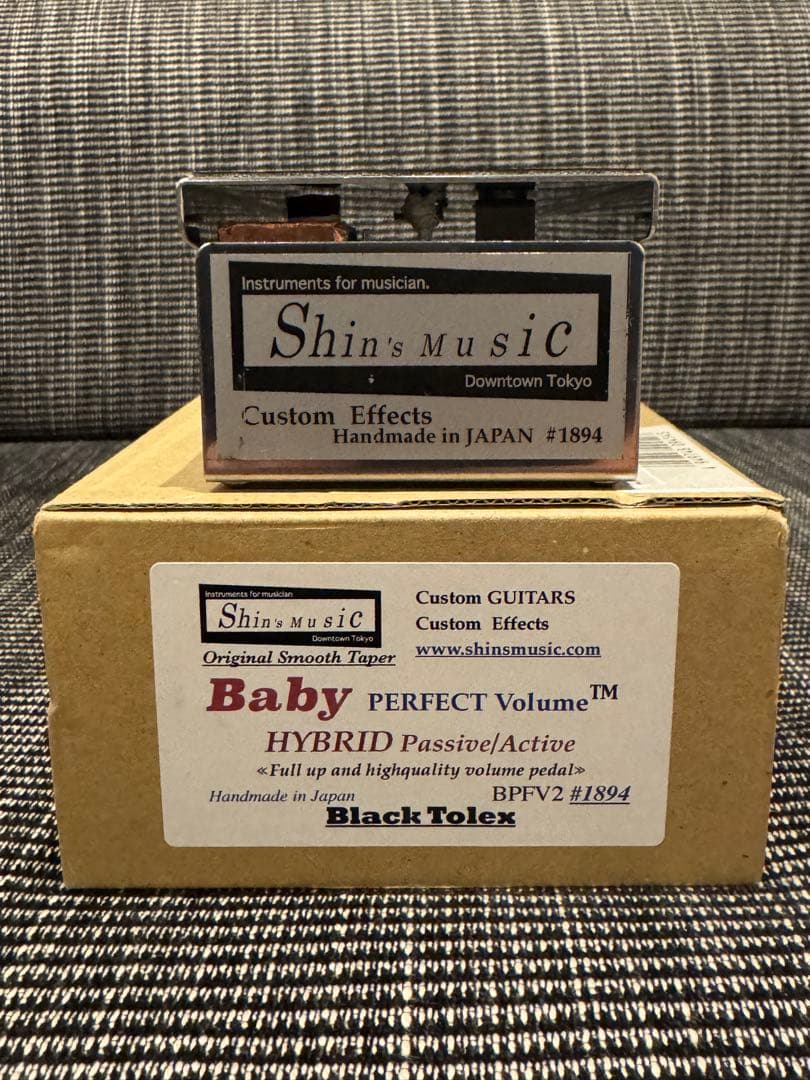 Instruments for musician.
Shin's Music
Downtown Tokyo
Custom Effects
Handmade in JAPAN #1894
Instruments for musician
Shin's Music
Downtown Tokyo
Original Smooth Taper
Custom GUITARS
Custom Effects
www.shinsmusic.com
Baby PERFECT Volume™
HYBRID Passive/Active
«Full up and highquality volume pedal»
Handmade in Japan BPFV2 #1894
Black Tolex